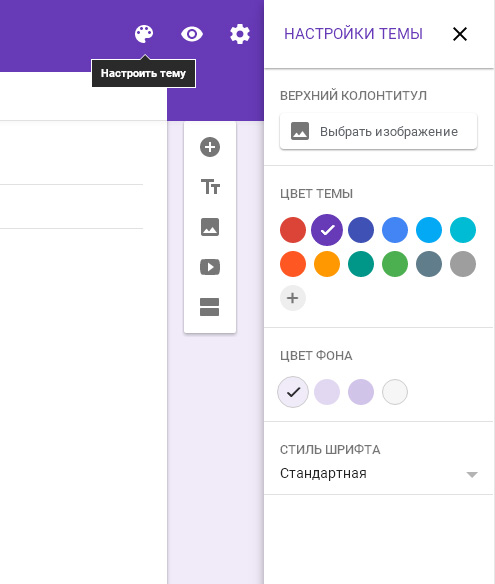 НАСТРОЙКИ ТЕМЫ
Настроить тему
ВЕРХНИЙ КОЛОНТИТУЛ
Выбрать изображение
ЦВЕТ ТЕМЫ
ЦВЕТ ФОНА
СТИЛЬ ШРИФТА
Стандартная